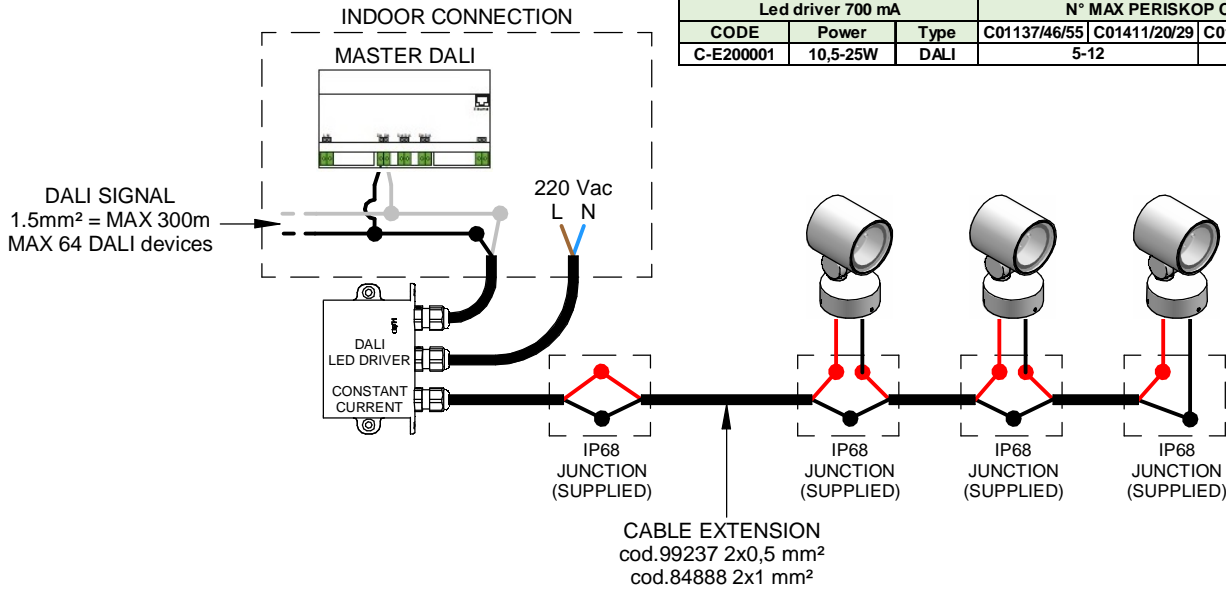 INDOOR CONNECTION
MASTER DALI
Led driver 700 mA
N° MAX PERISKOP C
CODE Power Type C01137/46/55 C01411/20/29 C0
C-E200001 10,5-25W DALI 5-12
DALI SIGNAL
1.5mm² = MAX 300m
MAX 64 DALI devices
220 Vac
L N
DALI
LED DRIVER
CONSTANT
CURRENT
IP68
JUNCTION
(SUPPLIED)
IP68
JUNCTION
(SUPPLIED)
IP68
JUNCTION
(SUPPLIED)
IP68
JUNCTION
(SUPPLIED)
CABLE EXTENSION
cod.99237 2x0,5 mm²
cod.84888 2x1 mm²